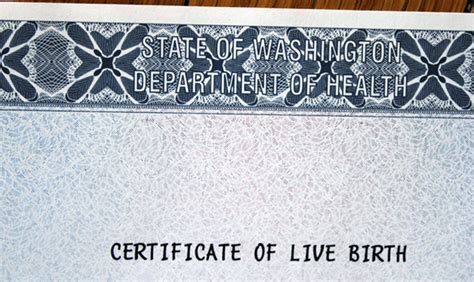 STATE OF WASHINGTON
DEPARTMENT OF HEALTH
CERTIFICATE OF LIVE BIRTH